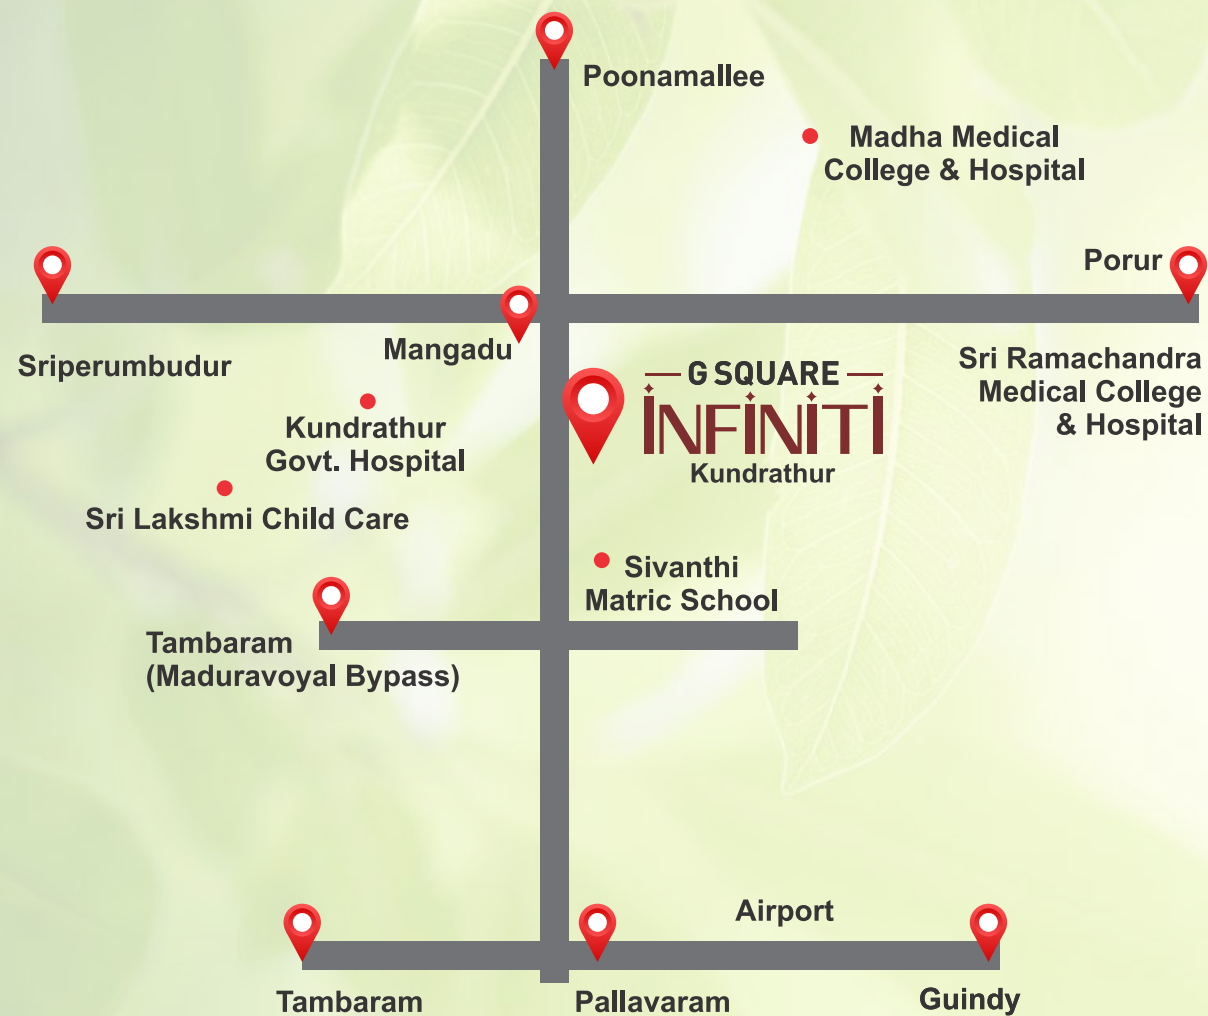 Poonamallee
Madha Medical
College & Hospital
Porur
Sriperumbudur
Mangadu
Sri Ramachandra
Medical College
& Hospital
G SQUARE
INFINITI
Kundrathur
Kundrathur
Govt. Hospital
Sri Lakshmi Child Care
Sivanthi
Matric School
Tambaram
(Maduravoyal Bypass)
Airport
Tambaram
Pallavaram
Guindy